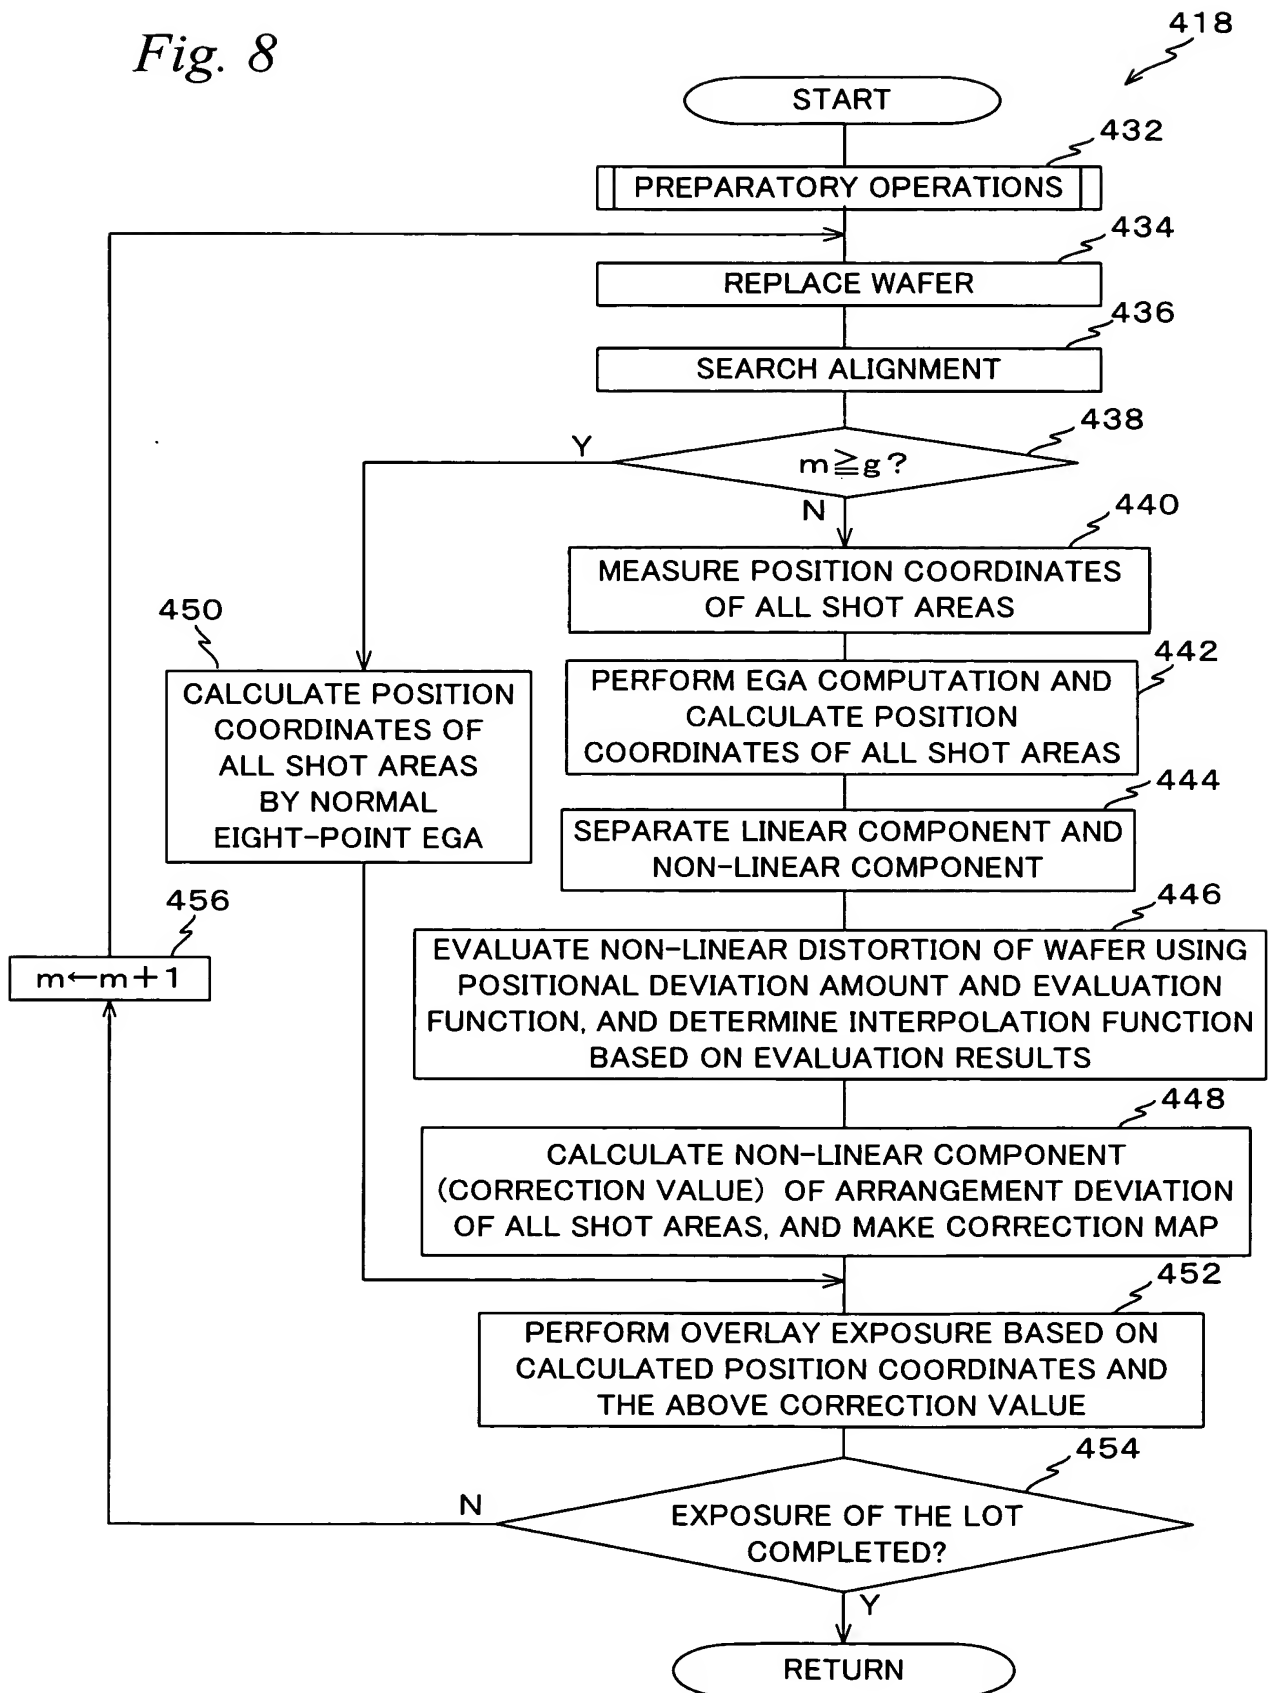 Fig. 8
418
START
432
PREPARATORY OPERATIONS
434
REPLACE WAFER
436
SEARCH ALIGNMENT
438
Y
m≧g?
N
440
MEASURE POSITION COORDINATES
OF ALL SHOT AREAS
450
CALCULATE POSITION
COORDINATES OF
ALL SHOT AREAS
BY NORMAL
EIGHT-POINT EGA
442
PERFORM EGA COMPUTATION AND
CALCULATE POSITION
COORDINATES OF ALL SHOT AREAS
444
SEPARATE LINEAR COMPONENT AND
NON-LINEAR COMPONENT
456
m←m+1
446
EVALUATE NON-LINEAR DISTORTION OF WAFER USING
POSITIONAL DEVIATION AMOUNT AND EVALUATION
FUNCTION, AND DETERMINE INTERPOLATION FUNCTION
BASED ON EVALUATION RESULTS
448
CALCULATE NON-LINEAR COMPONENT
(CORRECTION VALUE) OF ARRANGEMENT DEVIATION
OF ALL SHOT AREAS, AND MAKE CORRECTION MAP
452
PERFORM OVERLAY EXPOSURE BASED ON
CALCULATED POSITION COORDINATES AND
THE ABOVE CORRECTION VALUE
454
N
EXPOSURE OF THE LOT
COMPLETED?
Y
RETURN